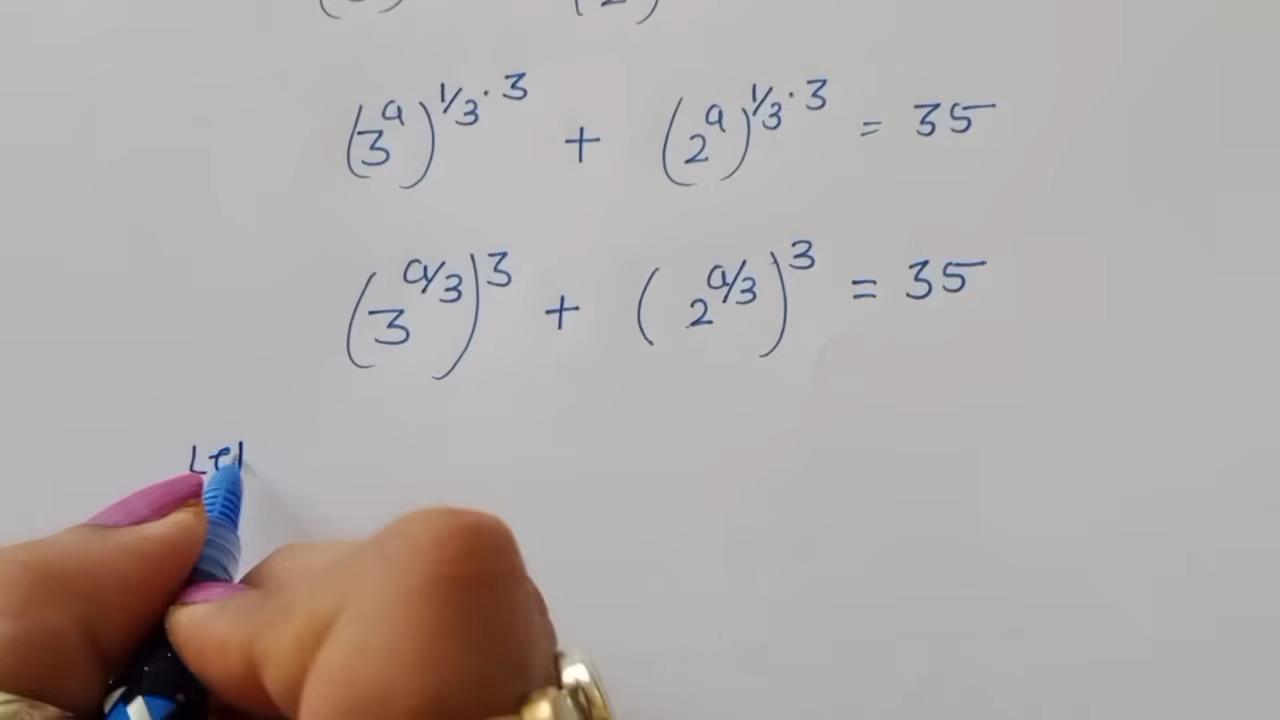 (3^a)^{1/3 · 3} + (2^a)^{1/3 · 3} = 35
(3^{a/3})^3 + (2^{a/3})^3 = 35
Let